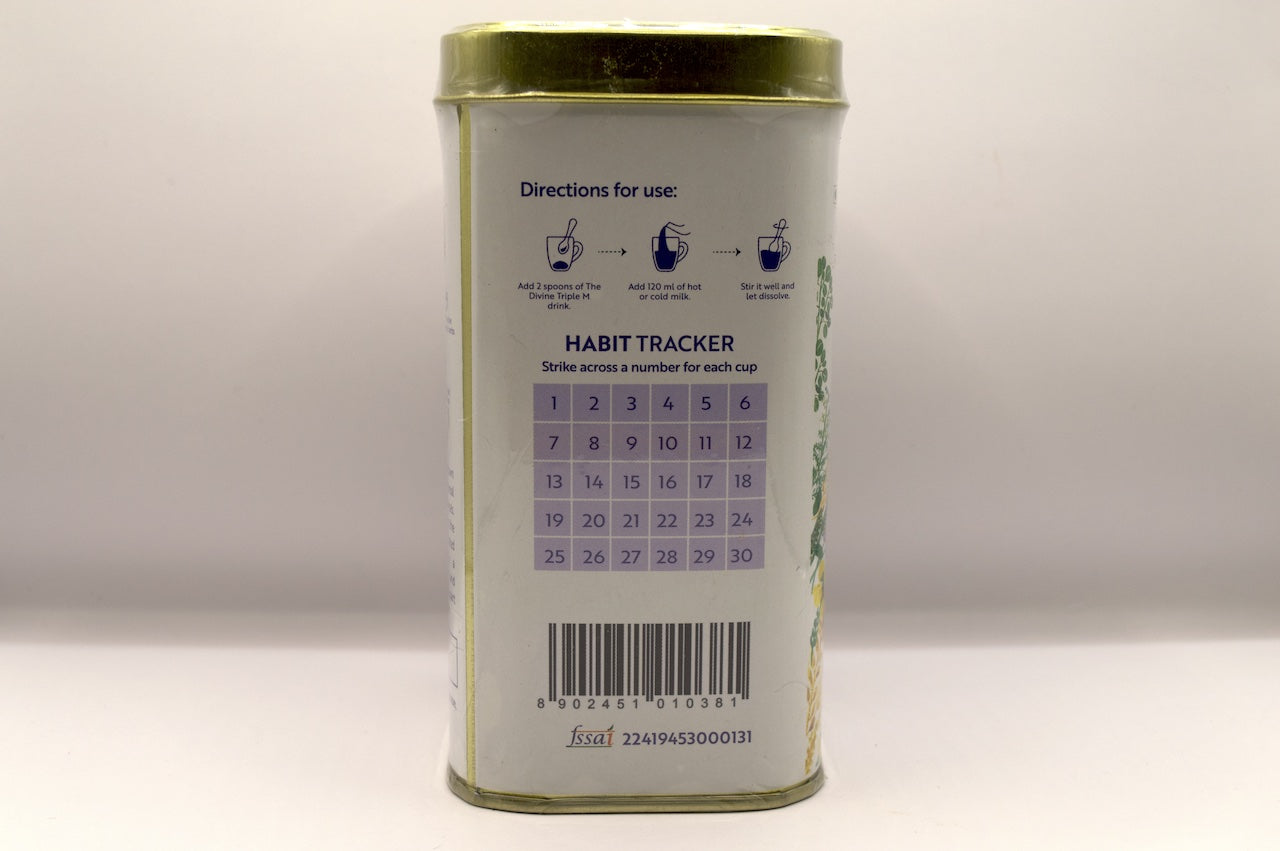 Directions for use:
Add 2 spoons of The
Divine Triple M
drink.
Add 120 ml of hot
or cold milk.
Stir it well and
let dissolve.
HABIT TRACKER
Strike across a number for each cup
1 2 3 4 5 6
7 8 9 10 11 12
13 14 15 16 17 18
19 20 21 22 23 24
25 26 27 28 29 30
8 902451 010381
fssai 22419453000131